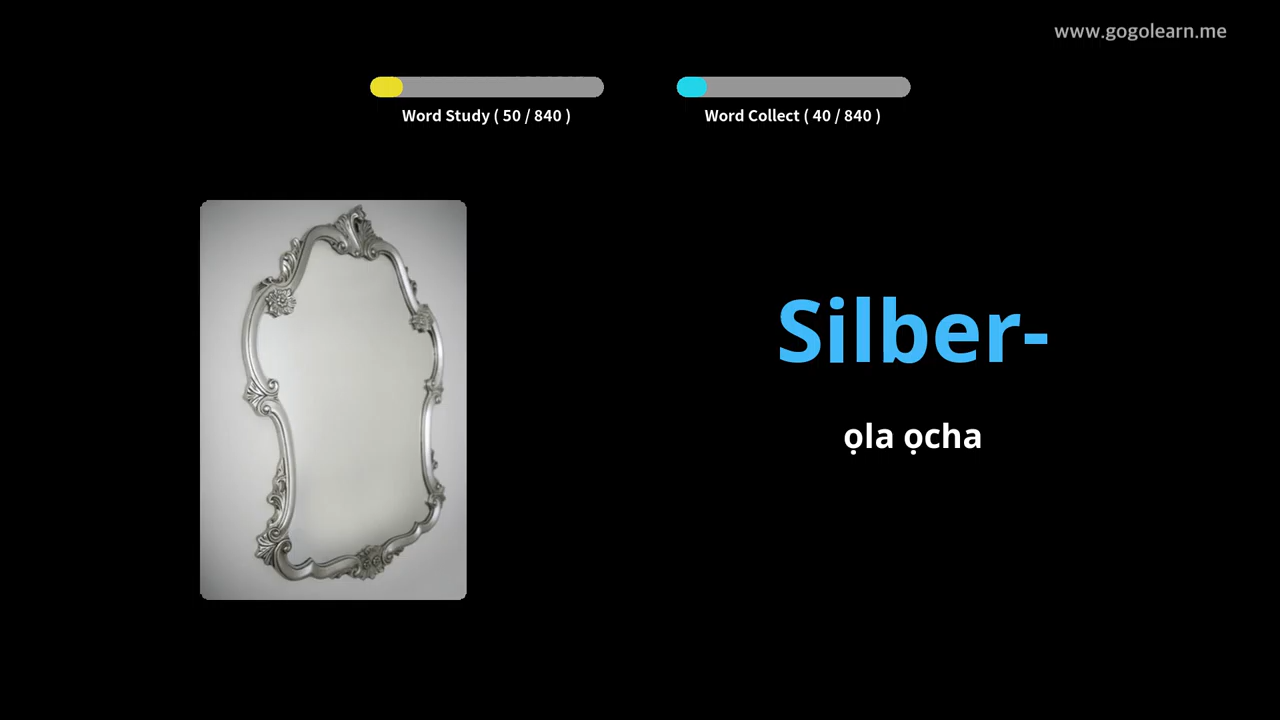 www.gogolearn.me
Word Study ( 50 / 840 )
Word Collect ( 40 / 840 )
Silber-
ọla ọcha